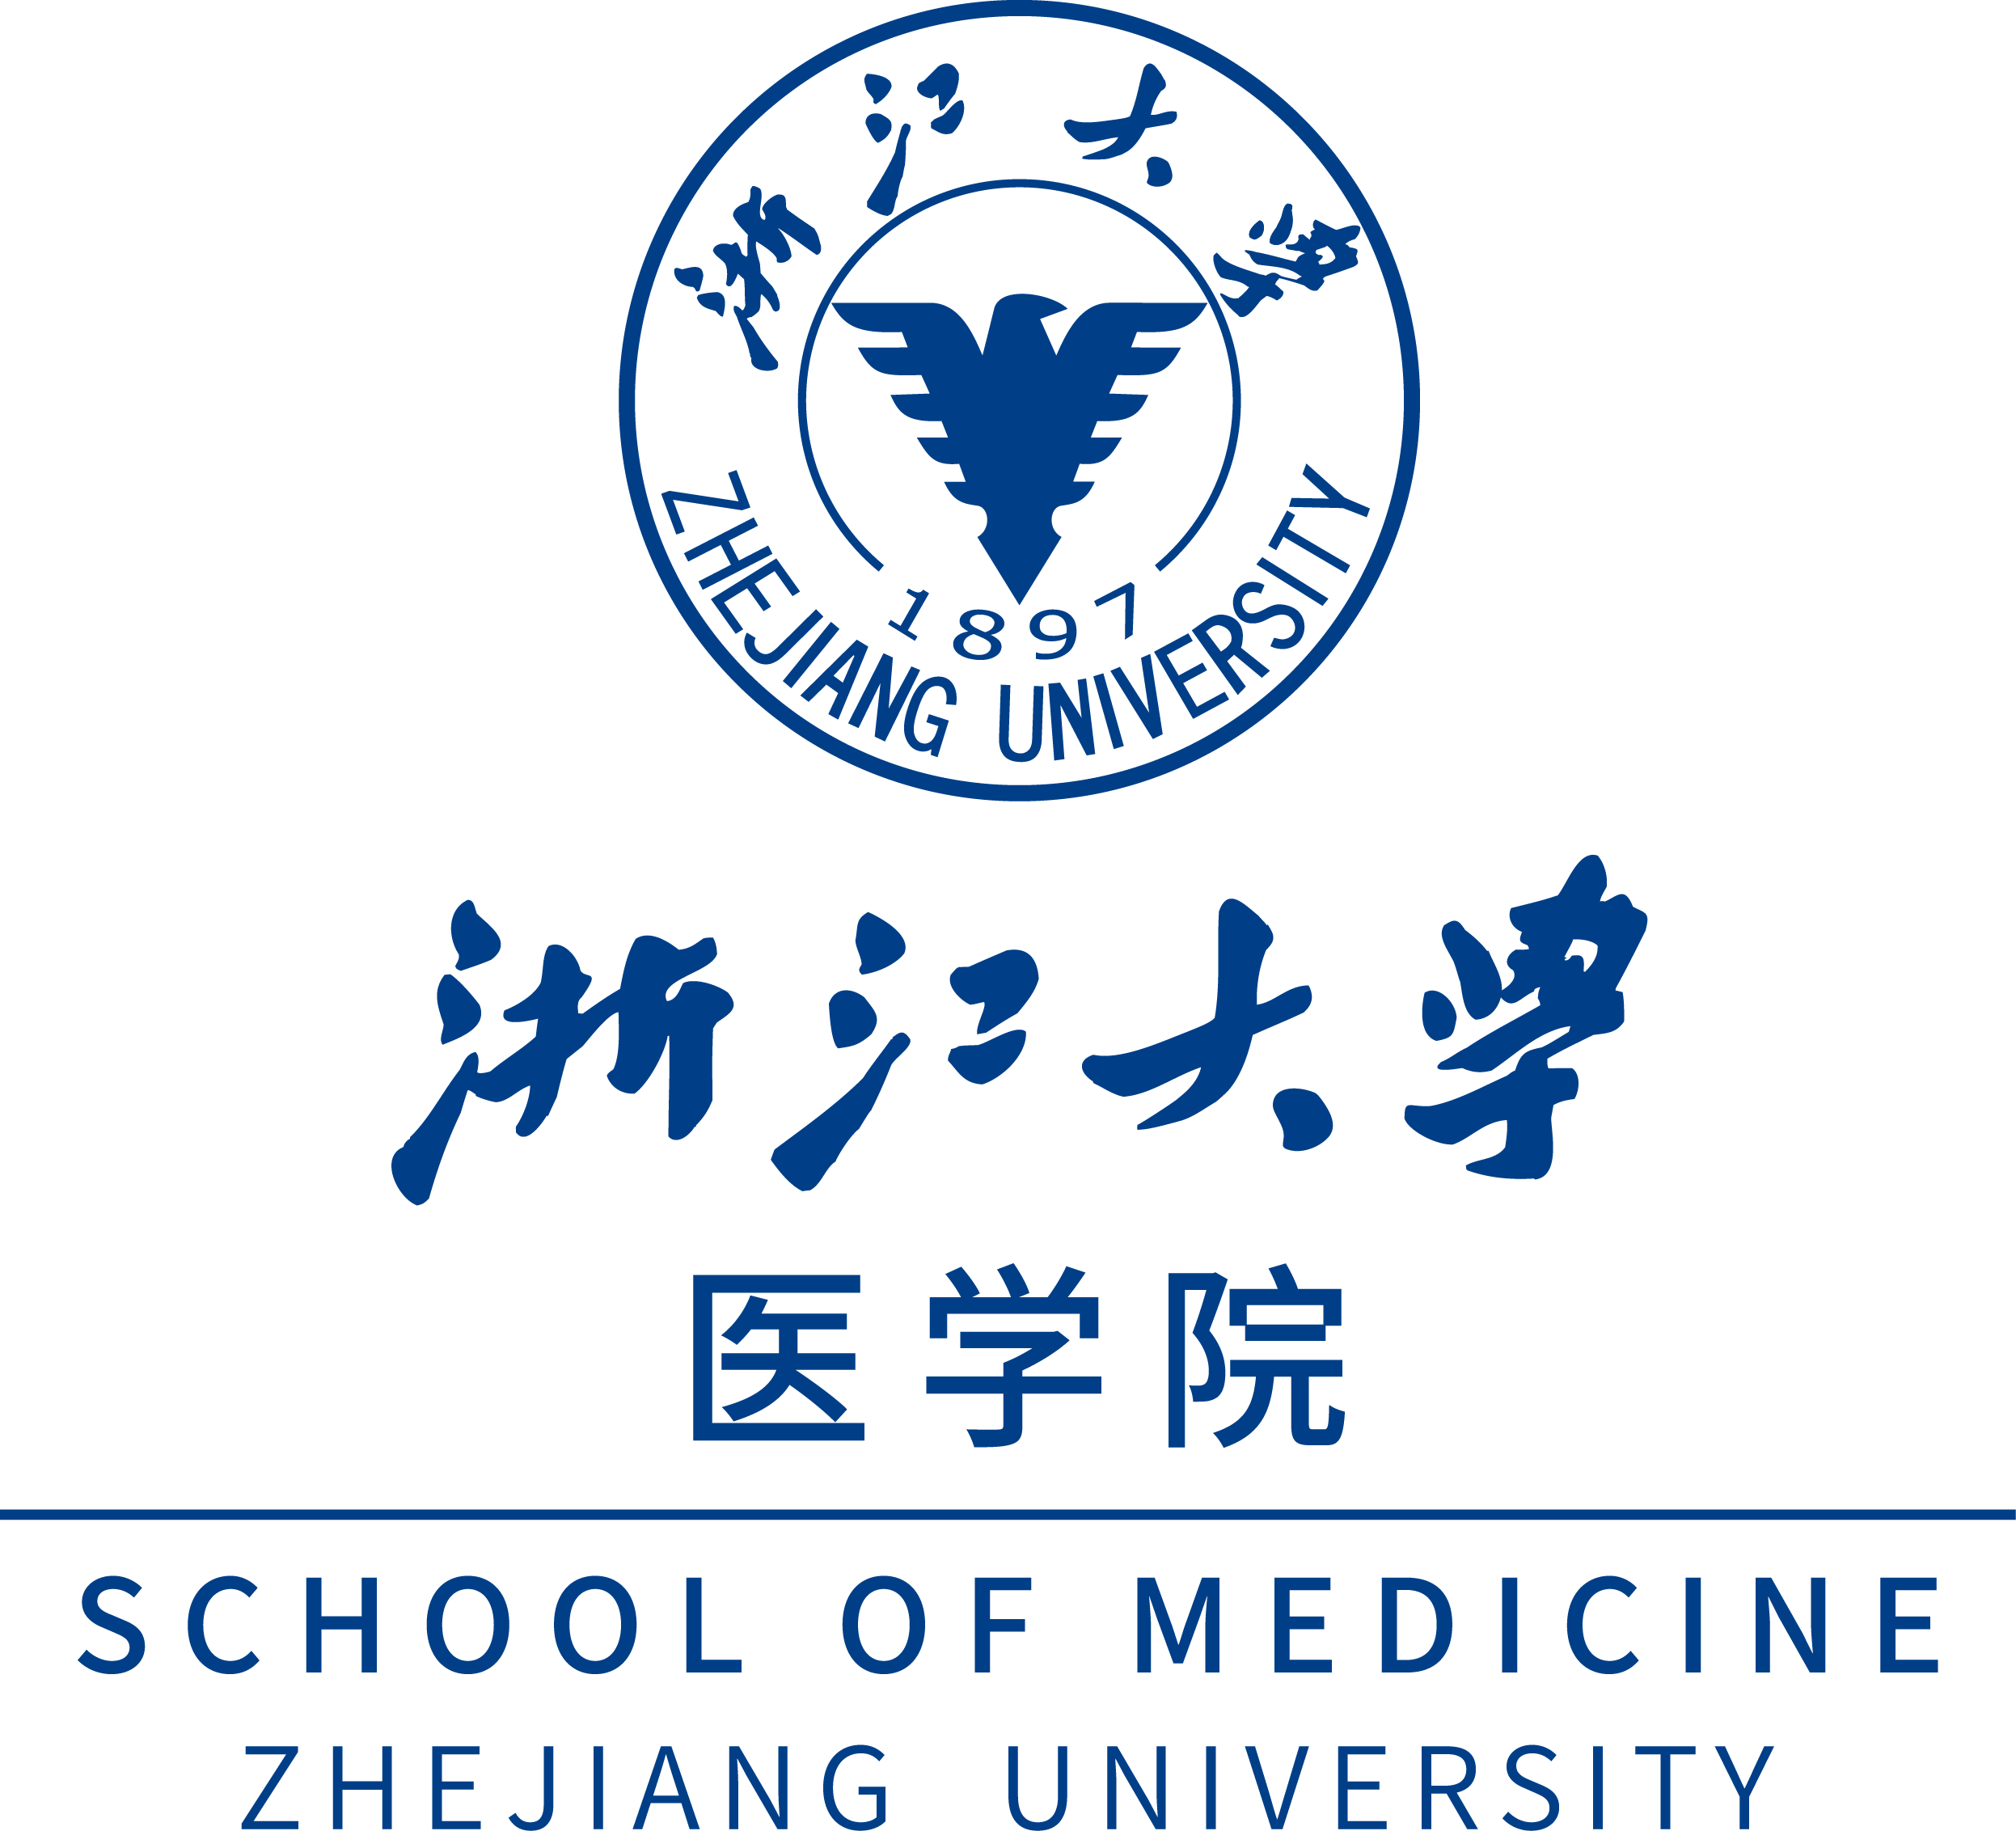 浙江大學
1897
ZHEJIANG UNIVERSITY
浙江大學
医学院
SCHOOL OF MEDICINE
ZHEJIANG UNIVERSITY